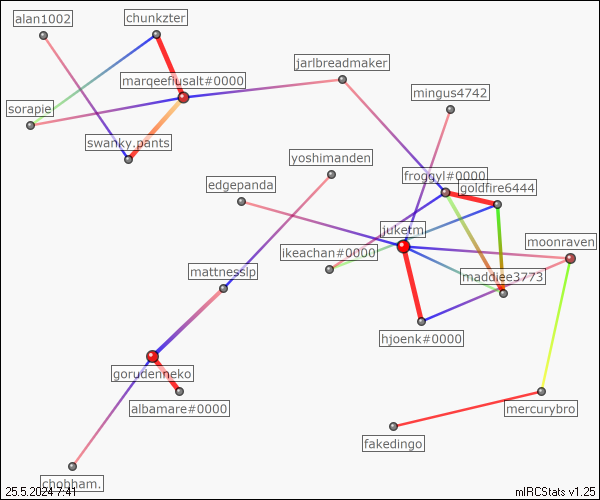 alan1002
chunkzter
marqeeflusalt#0000
jarlbreadmaker
mingus4742
sorapie
swanky.pants
yoshimanden
edgepanda
froggyl#0000
goldfire6444
juketm
moonraven
ikeachan#0000
mattnesslp
maddiee3773
hjoenk#0000
gorudenneko
albamare#0000
mercurybro
fakedingo
chobham.
25.5.2024 7:41
mIRCStats v1.25